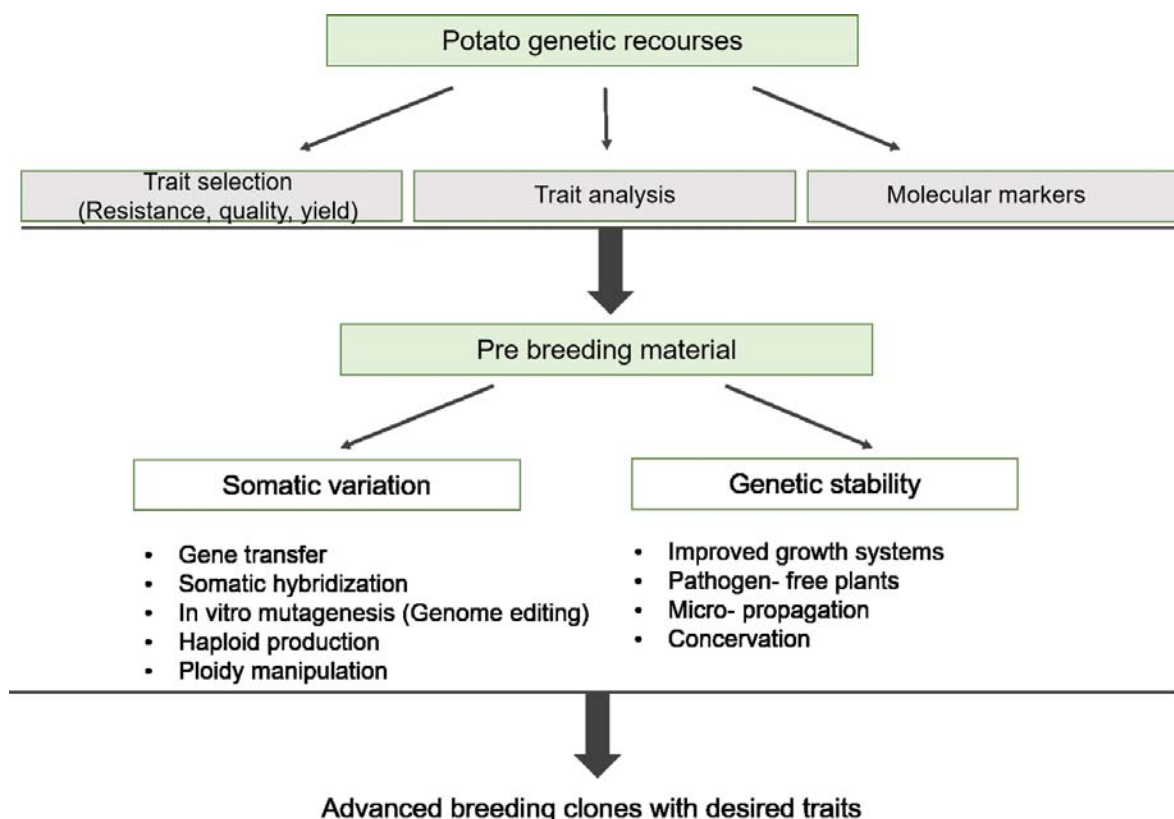 Potato genetic recourses
Trait selection
(Resistance, quality, yield)
Trait analysis
Molecular markers
Pre breeding material
Somatic variation
Genetic stability
• Gene transfer
• Somatic hybridization
• In vitro mutagenesis (Genome editing)
• Haploid production
• Ploidy manipulation
• Improved growth systems
• Pathogen- free plants
• Micro- propagation
• Concervation
Advanced breeding clones with desired traits